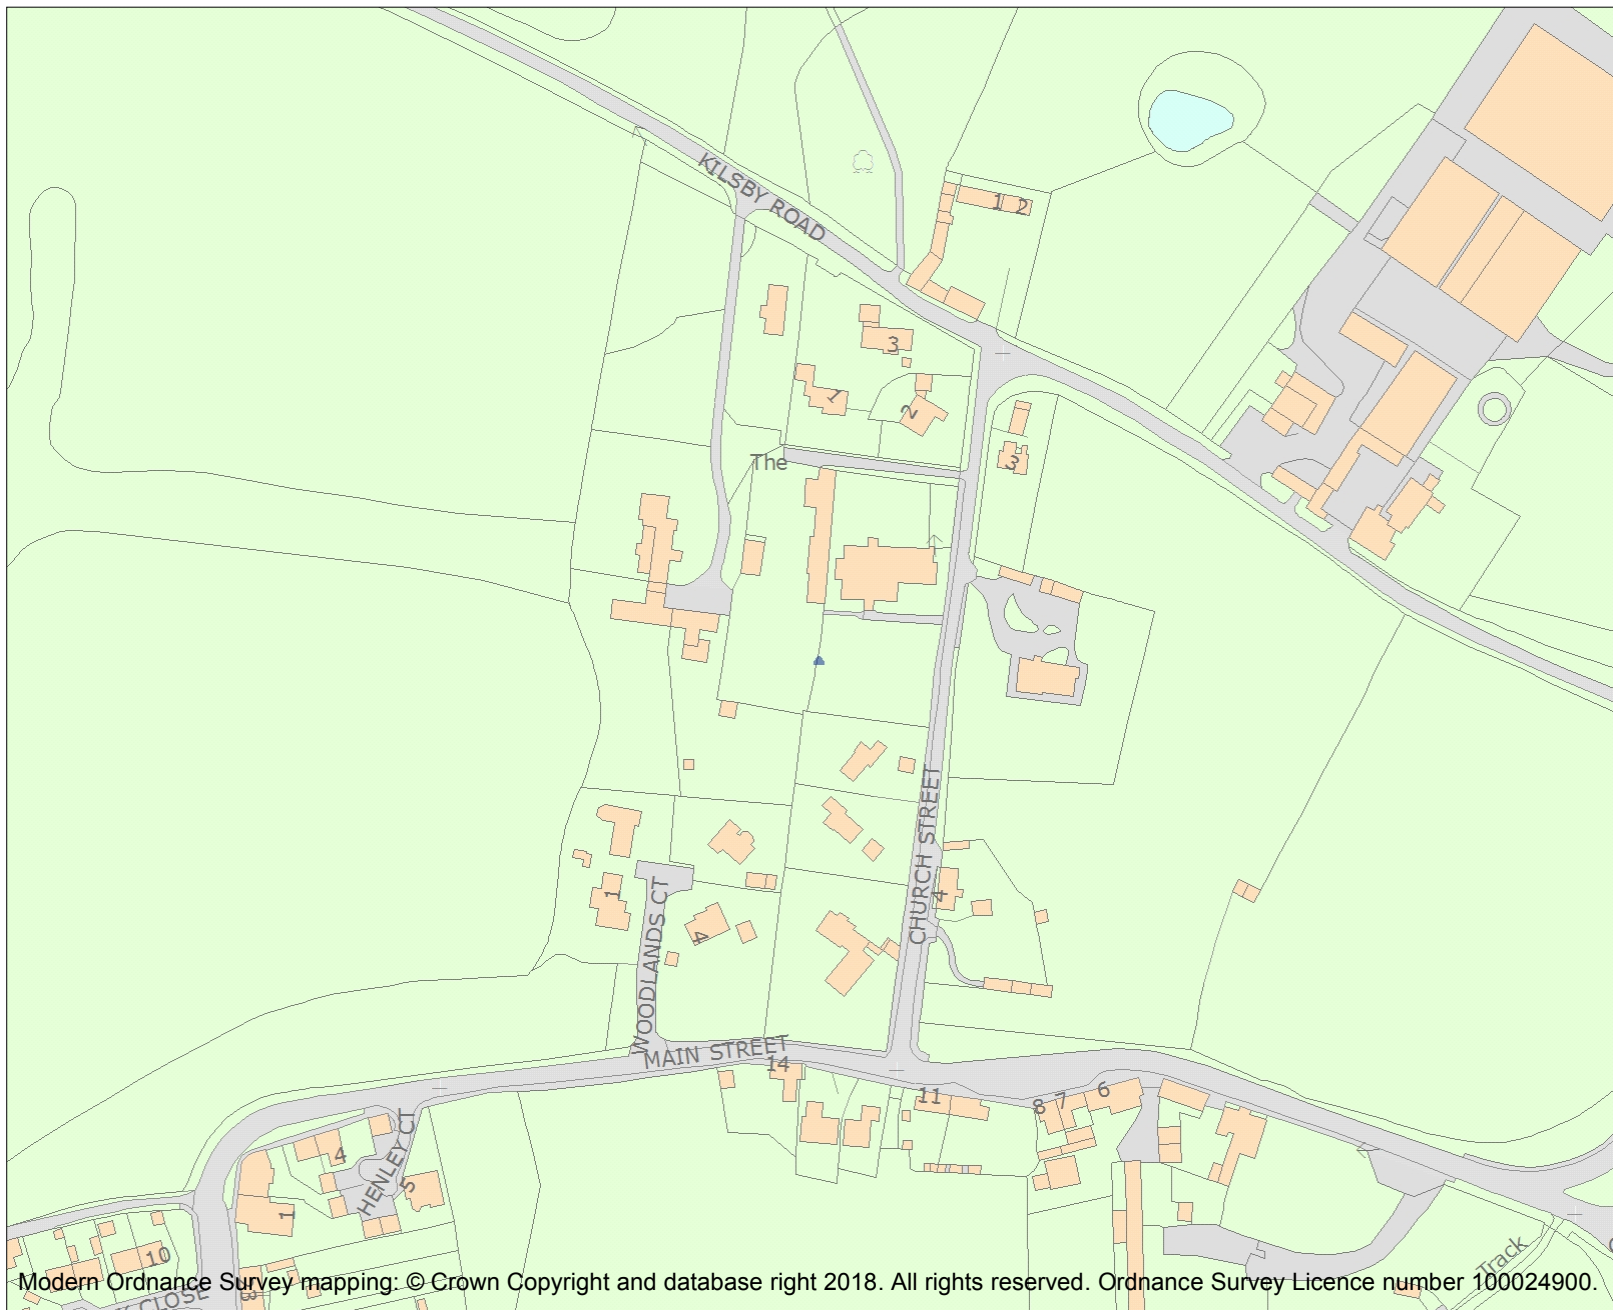 KILSBY ROAD
1 2
3
1
2
The
3
CHURCH STREET
4
1
4
WOODLANDS CT
MAIN STREET
14
11
8 7 6
4
HENLEY CT
5
1
10
Track
CLOSE
Modern Ordnance Survey mapping: © Crown Copyright and database right 2018. All rights reserved. Ordnance Survey Licence number 100024900.